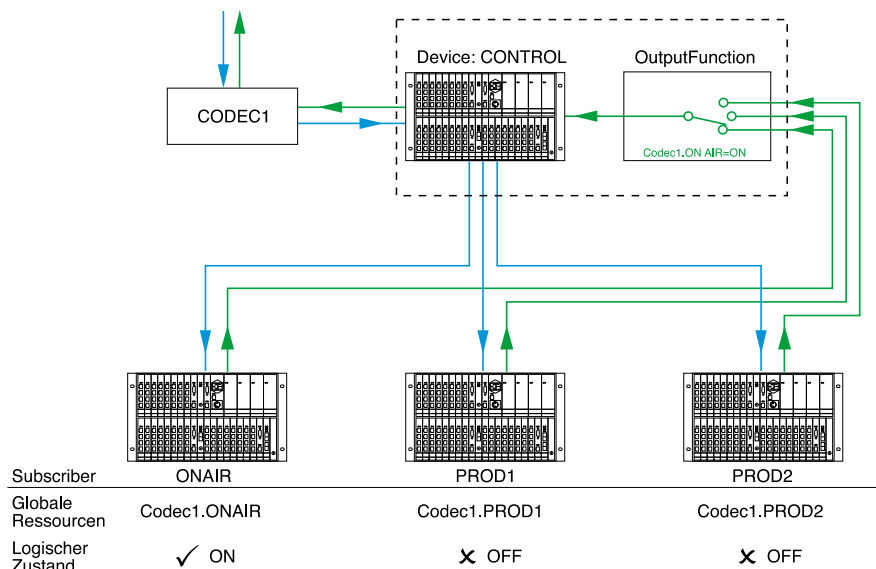 Device: CONTROL
OutputFunction
CODEC1
Codec1.ON AIR=ON
Subscriber ONAIR PROD1 PROD2
Globale
Ressourcen Codec1.ONAIR Codec1.PROD1 Codec1.PROD2
Logischer
Zustand ✓ ON ✗ OFF ✗ OFF